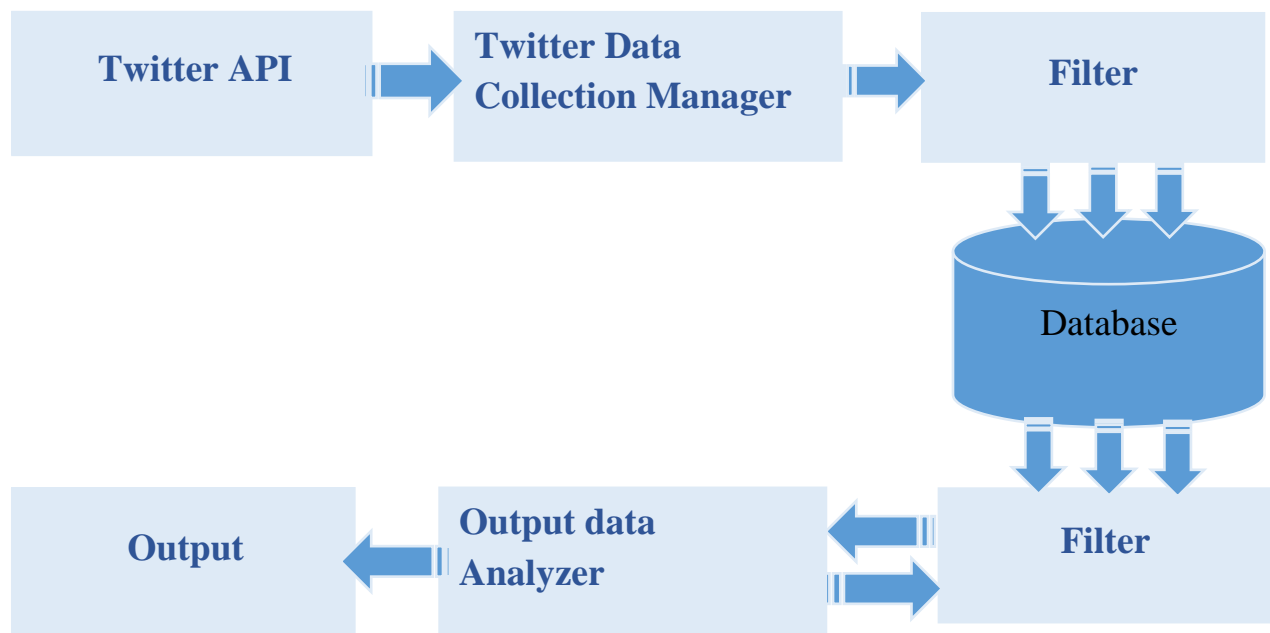 Twitter API
Twitter Data
Collection Manager
Filter
Database
Output
Output data
Analyzer
Filter